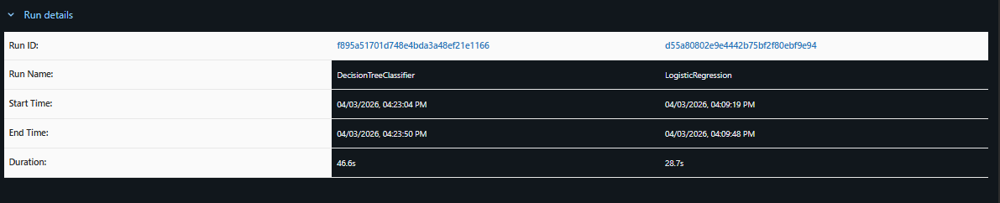 Run details
Run ID: f895a51701d748e4bda3a48ef21e1166 d55a80802e9e4442b75bf2f80ebf9e94
Run Name: DecisionTreeClassifier LogisticRegression
Start Time: 04/03/2026, 04:23:04 PM 04/03/2026, 04:09:19 PM
End Time: 04/03/2026, 04:23:50 PM 04/03/2026, 04:09:48 PM
Duration: 46.6s 28.7s